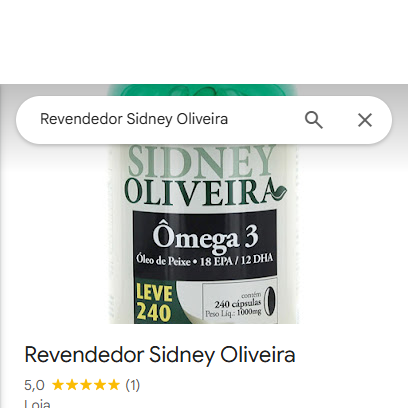 Revendedor Sidney Oliveira
SIDNEY
OLIVEIRA
Ômega 3
Óleo de Peixe • 18 EPA / 12 DHA
LEVE
240
contém
240 cápsulas
Peso Líq.: 1000mg
Revendedor Sidney Oliveira
5,0 ★★★★★ (1)
Loja